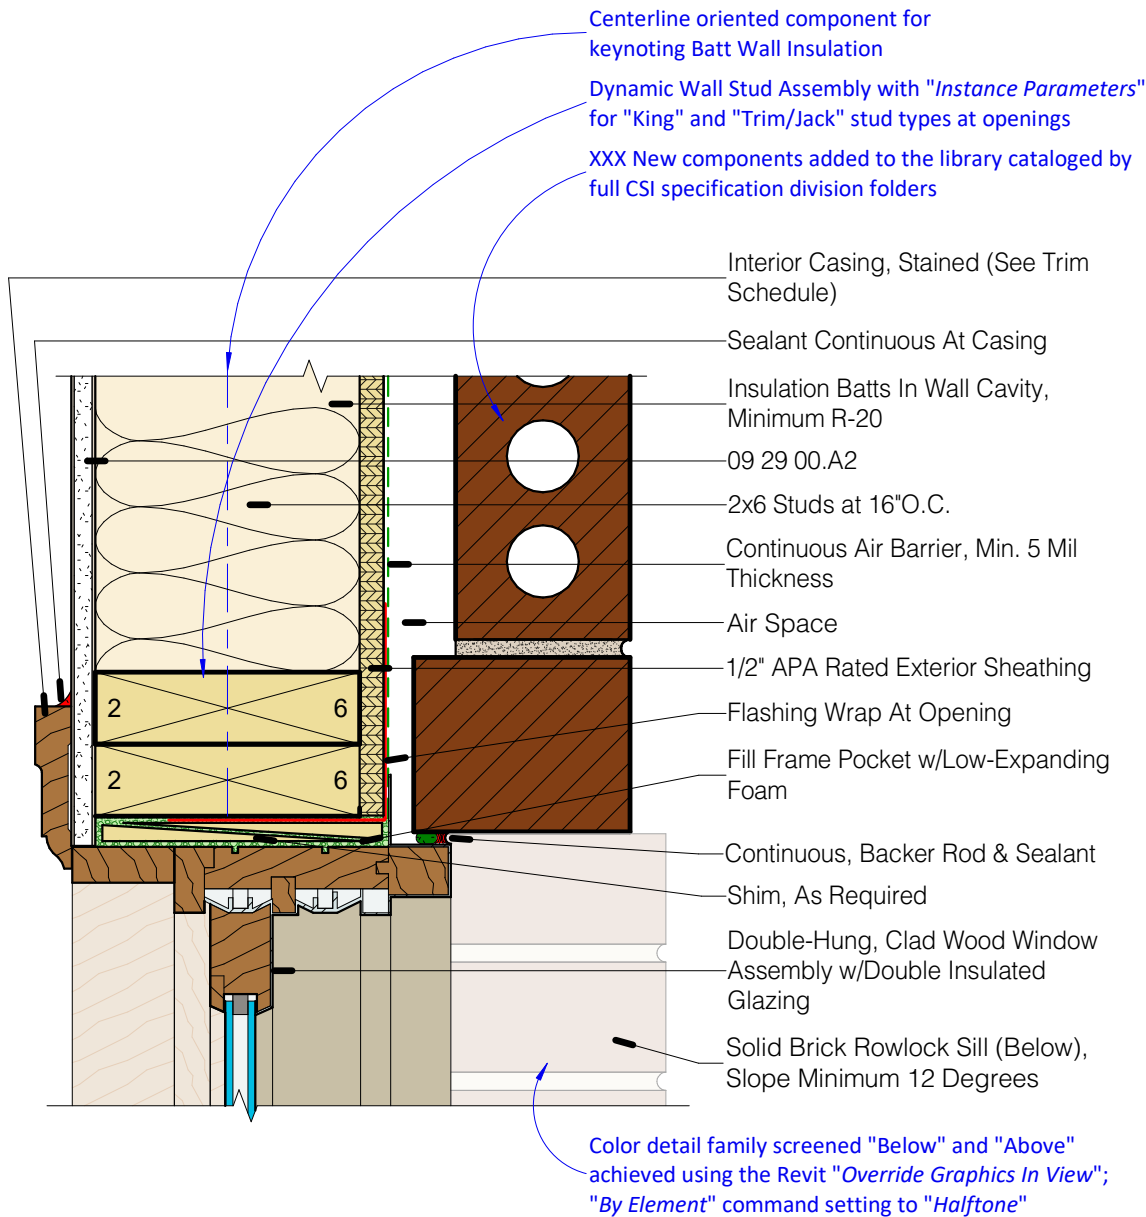 Centerline oriented component for
keynoting Batt Wall Insulation
Dynamic Wall Stud Assembly with "Instance Parameters"
for "King" and "Trim/Jack" stud types at openings
XXX New components added to the library cataloged by
full CSI specification division folders
Interior Casing, Stained (See Trim
Schedule)
Sealant Continuous At Casing
Insulation Batts In Wall Cavity,
Minimum R-20
09 29 00.A2
2x6 Studs at 16"O.C.
Continuous Air Barrier, Min. 5 Mil
Thickness
Air Space
1/2" APA Rated Exterior Sheathing
2 6
Flashing Wrap At Opening
2 6
Fill Frame Pocket w/Low-Expanding
Foam
Continuous, Backer Rod & Sealant
Shim, As Required
Double-Hung, Clad Wood Window
Assembly w/Double Insulated
Glazing
Solid Brick Rowlock Sill (Below),
Slope Minimum 12 Degrees
Color detail family screened "Below" and "Above"
achieved using the Revit "Override Graphics In View";
"By Element" command setting to "Halftone"